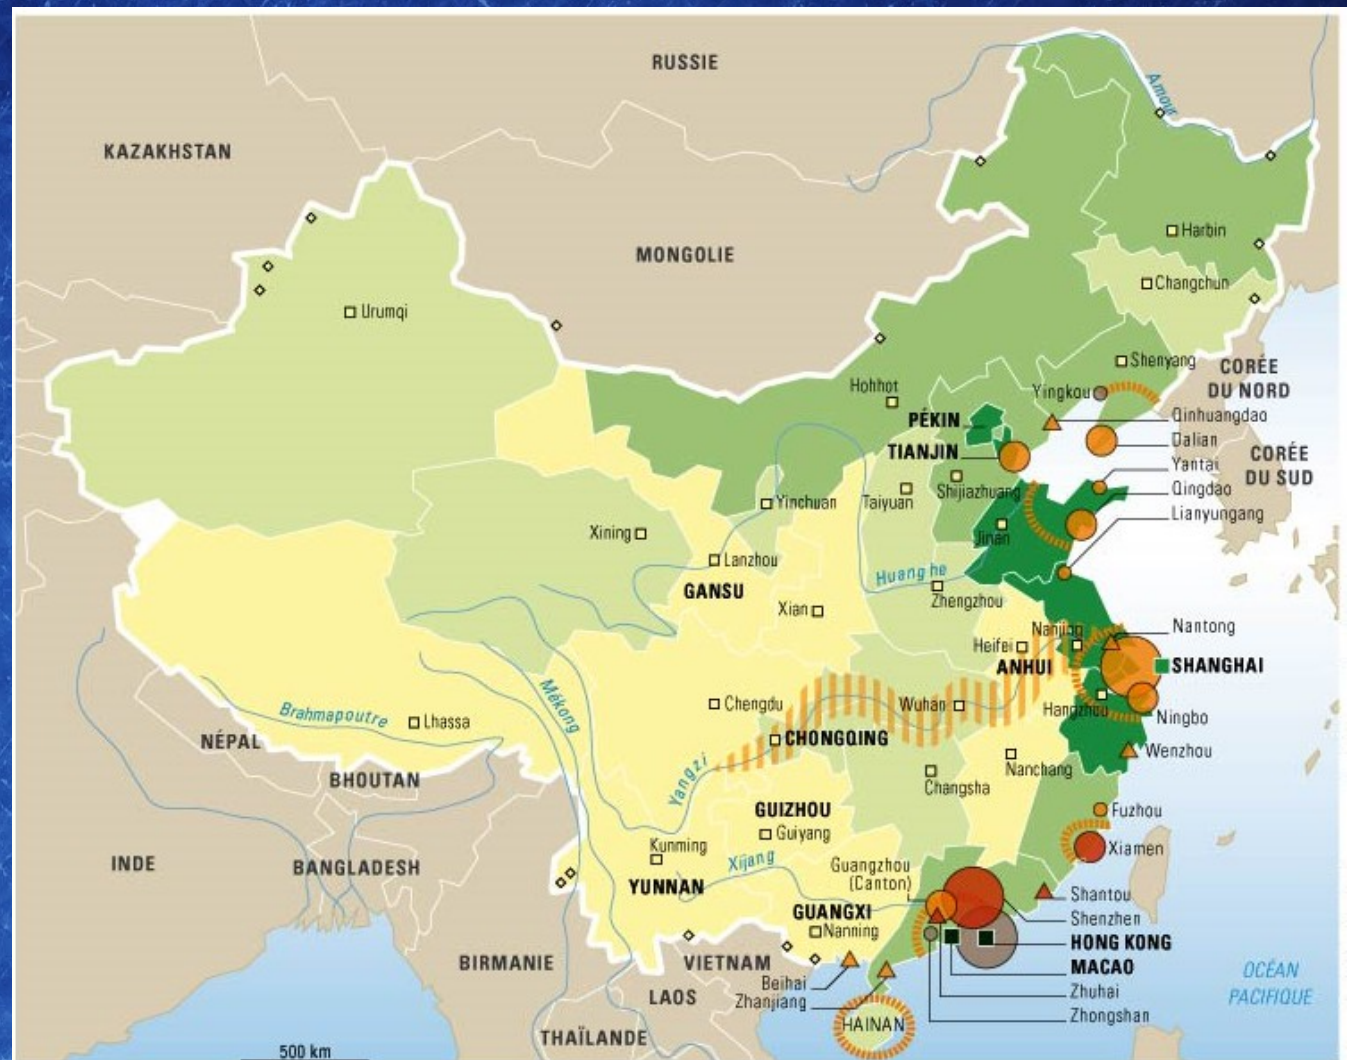 RUSSIE
Amour
KAZAKHSTAN
MONGOLIE
Harbin
Changchun
Urumqi
Shenyang
CORÉE
DU NORD
Hohhot
Yingkou
PÉKIN
Qinhuangdao
TIANJIN
Dalian
CORÉE
DU SUD
Yantai
Qingdao
Lianyungang
Shijiazhuang
Taiyuan
Yinchuan
Xining
Jinan
Lanzhou
GANSU
Huang he
Zhengzhou
Xian
Nanjing
Nantong
Heifei
ANHUI
SHANGHAI
Mékong
Chengdu
Wuhan
Hangzhou
Ningbo
Brahmapoutre
Lhassa
NÉPAL
CHONGQING
Wenzhou
Nanchang
BHOUTAN
Yangzi
Changsha
GUIZHOU
Guiyang
Fuzhou
Kunming
Xijang
Xiamen
INDE
BANGLADESH
YUNNAN
Guangzhou
(Canton)
Shantou
GUANGXI
Nanning
Shenzhen
HONG KONG
BIRMANIE
VIETNAM
MACAO
OCÉAN
PACIFIQUE
Beihai
Zhanjiang
Zhuhai
LAOS
Zhongshan
HAINAN
THAÏLANDE
500 km